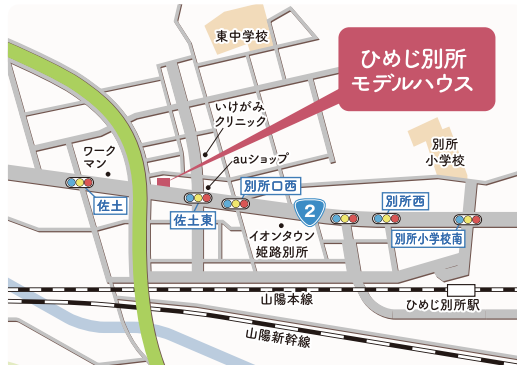 東中学校
ひめじ別所
モデルハウス
いけがみ
クリニック
別所
小学校
ワーク
マン
auショップ
別所口西
佐土
佐土東
2
別所西
イオンタウン
姫路別所
別所小学校南
山陽本線
ひめじ別所駅
山陽新幹線